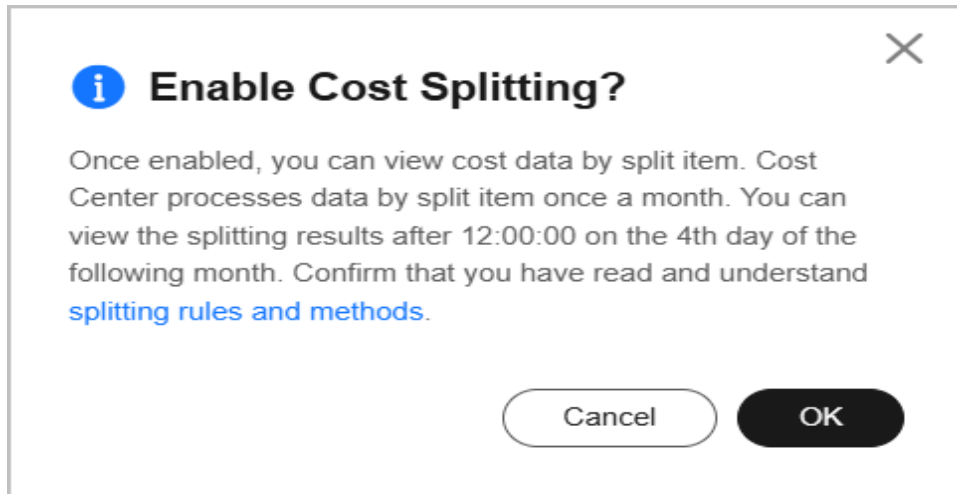 Enable Cost Splitting?
Once enabled, you can view cost data by split item. Cost
Center processes data by split item once a month. You can
view the splitting results after 12:00:00 on the 4th day of the
following month. Confirm that you have read and understand
splitting rules and methods.
Cancel
OK